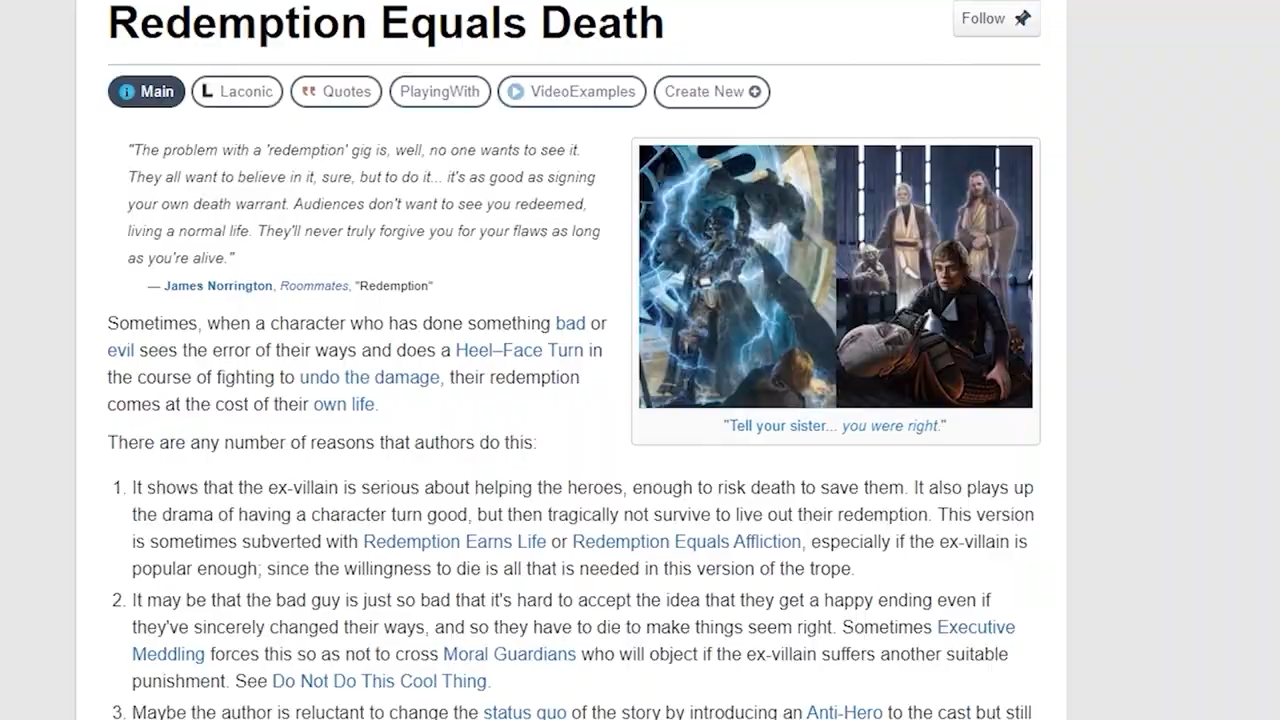 Redemption Equals Death
Follow
Main
Laconic
Quotes
PlayingWith
VideoExamples
Create New
"The problem with a 'redemption' gig is, well, no one wants to see it.
They all want to believe in it, sure, but to do it... it's as good as signing
your own death warrant. Audiences don't want to see you redeemed,
living a normal life. They'll never truly forgive you for your flaws as long
as you're alive."
— James Norrington, Roommates, "Redemption"
"Tell your sister... you were right."
Sometimes, when a character who has done something bad or
evil sees the error of their ways and does a Heel–Face Turn in
the course of fighting to undo the damage, their redemption
comes at the cost of their own life.
There are any number of reasons that authors do this:
1. It shows that the ex-villain is serious about helping the heroes, enough to risk death to save them. It also plays up
the drama of having a character turn good, but then tragically not survive to live out their redemption. This version
is sometimes subverted with Redemption Earns Life or Redemption Equals Affliction, especially if the ex-villain is
popular enough; since the willingness to die is all that is needed in this version of the trope.
2. It may be that the bad guy is just so bad that it's hard to accept the idea that they get a happy ending even if
they've sincerely changed their ways, and so they have to die to make things seem right. Sometimes Executive
Meddling forces this so as not to cross Moral Guardians who will object if the ex-villain suffers another suitable
punishment. See Do Not Do This Cool Thing.
3. Maybe the author is reluctant to change the status quo of the story by introducing an Anti-Hero to the cast but still